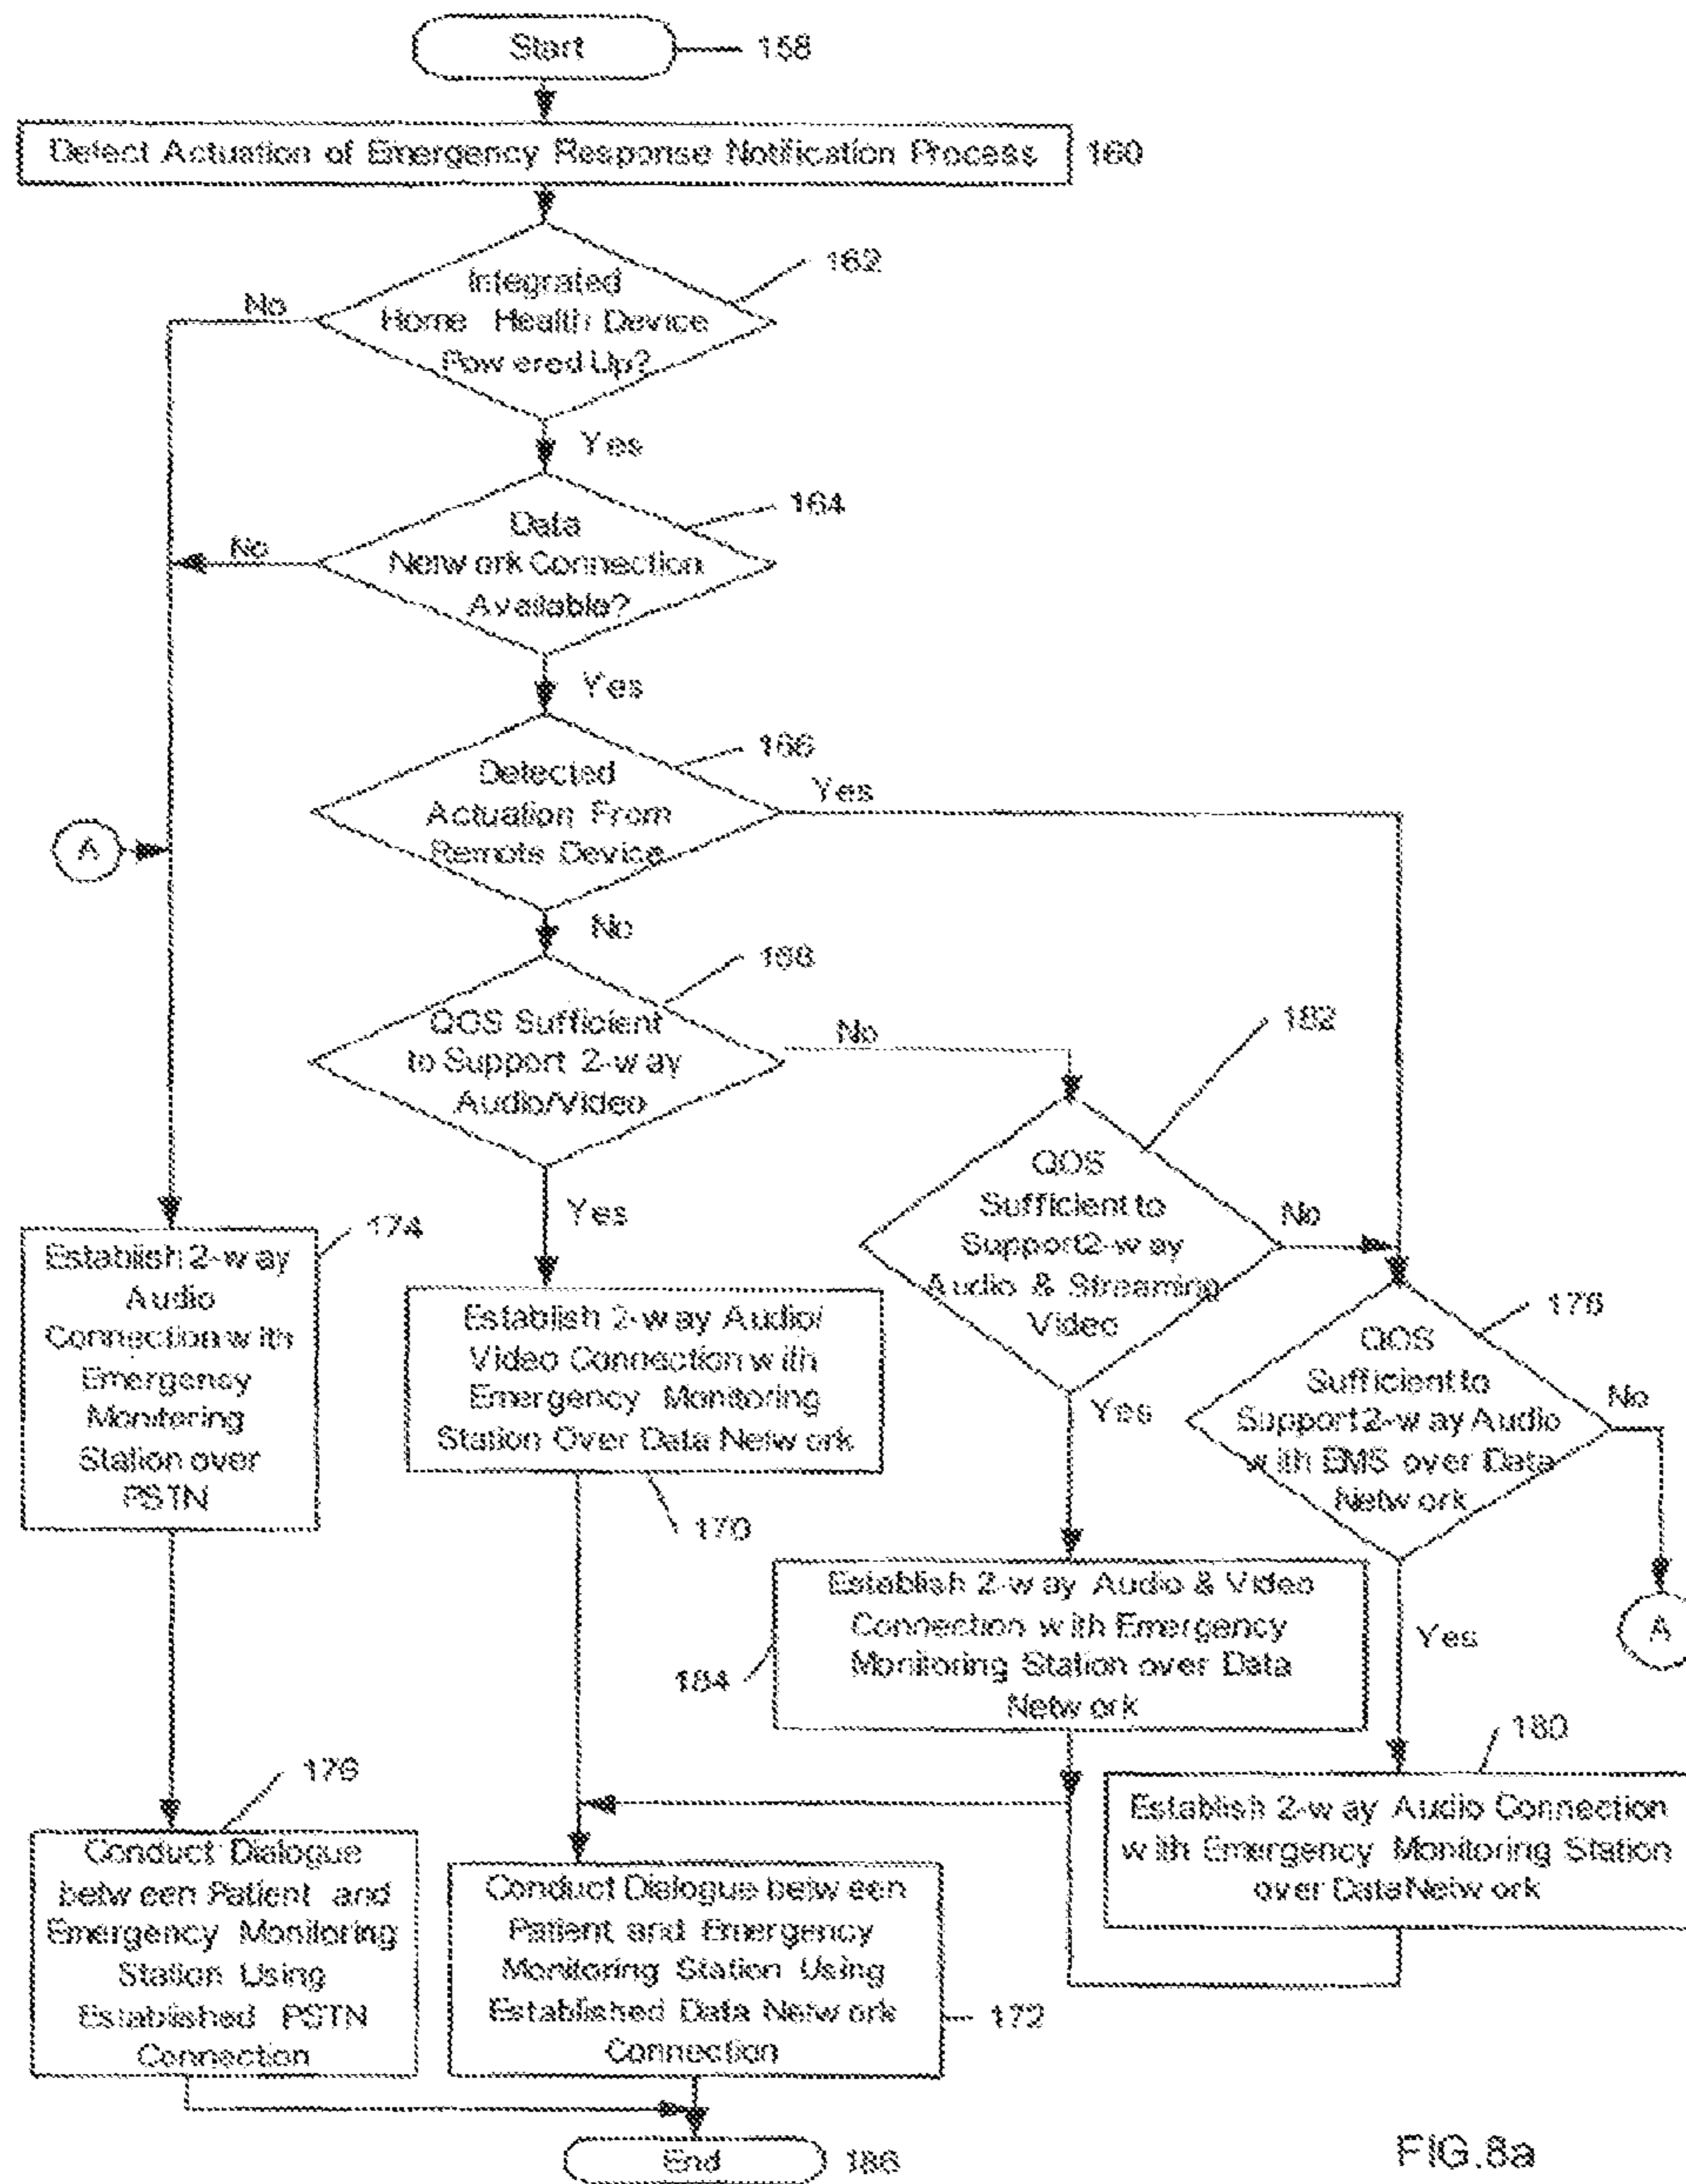 Start
158
Detect Actuation of Emergency Response Notification Process
160
Integrated
Home Health Device
Powered Up?
162
No
Yes
Data
Network Connection
Available?
164
No
Yes
Detected
Actuation From
Remote Device
166
Yes
A
No
QOS Sufficient
to Support 2-way
Audio/Video
168
No
182
QOS
Sufficient to
Support 2-way
Audio & Streaming
Video
No
Yes
Yes
174
Establish 2-way
Audio
Connection with
Emergency
Monitoring
Station over
PSTN
Establish 2-way Audio/
Video Connection with
Emergency Monitoring
Station Over Data Network
170
176
QOS
Sufficient to
Support 2-way Audio
with EMS over Data
Network
No
A
Yes
Establish 2-way Audio & Video
Connection with Emergency
Monitoring Station over Data
Network
184
180
Establish 2-way Audio Connection
with Emergency Monitoring Station
over Data Network
Conduct Dialogue
between Patient and
Emergency Monitoring
Station Using
Established PSTN
Connection
Conduct Dialogue between
Patient and Emergency
Monitoring Station Using
Established Data Network
Connection
172
End
186
FIG.8a